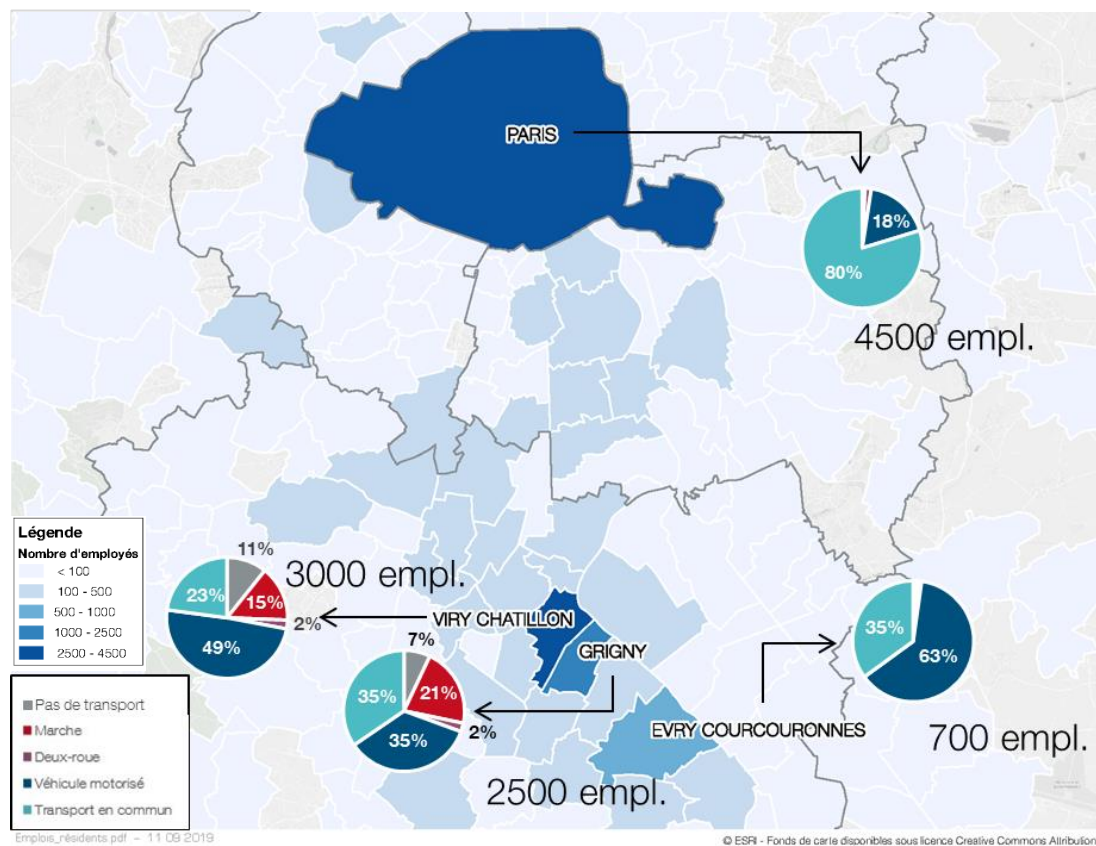 PARIS
18%
80%
4500 empl.
Légende
Nombre d'employés
< 100
100 - 500
500 - 1000
1000 - 2500
2500 - 4500
11%
3000 empl.
23%
15%
2%
49%
VIRY CHATILLON
GRIGNY
7%
35%
21%
2%
35%
2500 empl.
EVRY COURCOURONNES
35%
63%
700 empl.
Pas de transport
Marche
Deux-roue
Véhicule motorisé
Transport en commun
Emplois_résidents.pdf - 11 09 2019
© ESRI - Fonds de carte disponibles sous licence Creative Commons Attribution